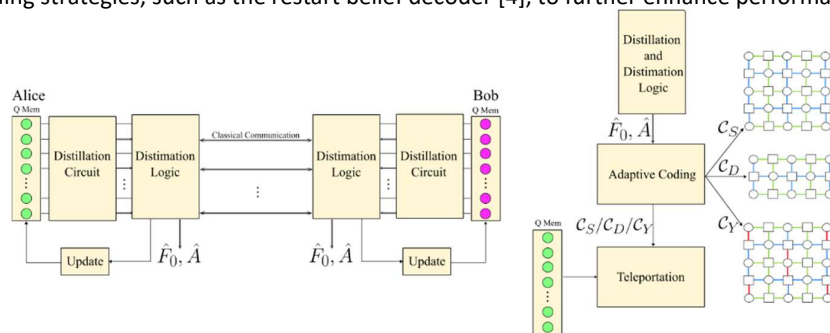 ing strategies, such as the restart belief decoder [4], to further enhance performa
Alice
Q Mem
Distillation
Circuit
Distimation
Logic
Classical Communication
Distimation
Logic
Distillation
Circuit
Bob
Q Mem
Update
F̂₀, Â
F̂₀, Â
Update
Distillation
and
Distimation
Logic
F̂₀, Â
Adaptive Coding
C_S
C_D
C_Y
C_S/C_D/C_Y
Q Mem
Teleportation